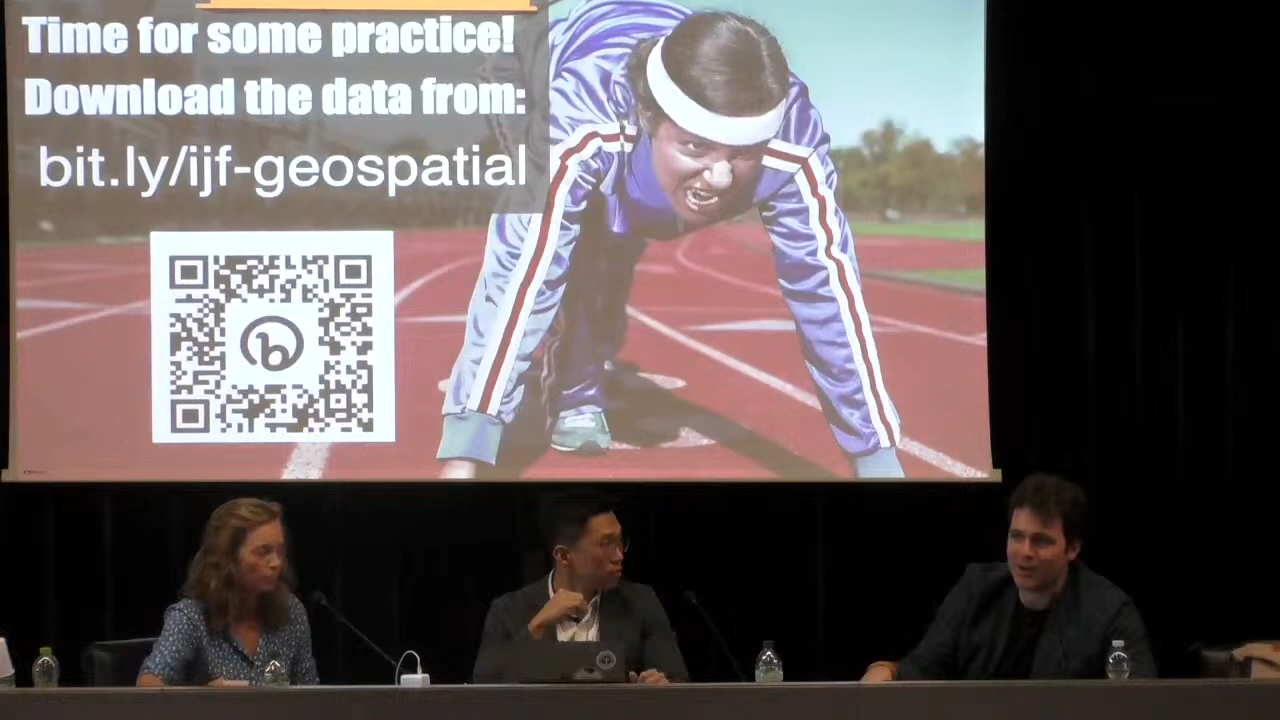 Time for some practice!
Download the data from:
bit.ly/ijf-geospatial